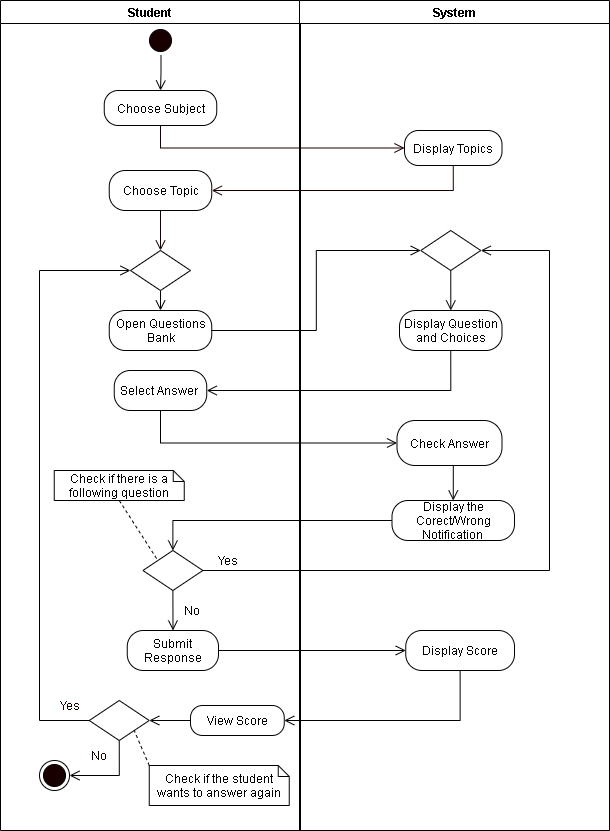 Student
System
Choose Subject
Display Topics
Choose Topic
Open Questions
Bank
Display Question
and Choices
Select Answer
Check Answer
Check if there is a
following question
Display the
Corect/Wrong
Notification
Yes
No
Submit
Response
Display Score
Yes
View Score
No
Check if the student
wants to answer again